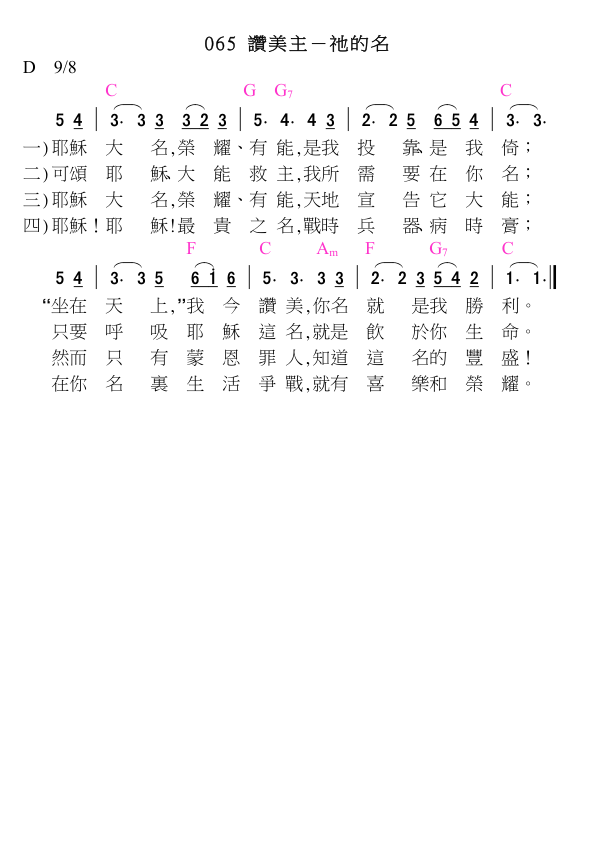 065 讚美主－祂的名
D 9/8
C G G7 C
5 4 | 3· 3 3 3 2 3 | 5· 4· 4 3 | 2· 2 5 6 5 4 | 3· 3·
一)耶穌 大 名,榮 耀、有 能,是我 投 靠、是 我 倚；
二)可頌 耶 穌、大 能 救 主,我所 需 要 在 你 名；
三)耶穌 大 名,榮 耀、有 能,天地 宣 告 它 大 能；
四)耶穌！耶 穌!最 貴 之 名,戰時 兵 器、病 時 膏；
F C Am F G7 C
5 4 | 3· 3 5 6 1 6 | 5· 3· 3 3 | 2· 2 3 5 4 2 | 1· 1·
“坐在 天 上,”我 今 讚 美,你名 就 是我 勝 利。
只要 呼 吸 耶 穌 這 名,就是 飲 於你 生 命。
然而 只 有 蒙 恩 罪 人,知道 這 名的 豐 盛！
在你 名 裏 生 活 爭 戰,就有 喜 樂和 榮 耀。